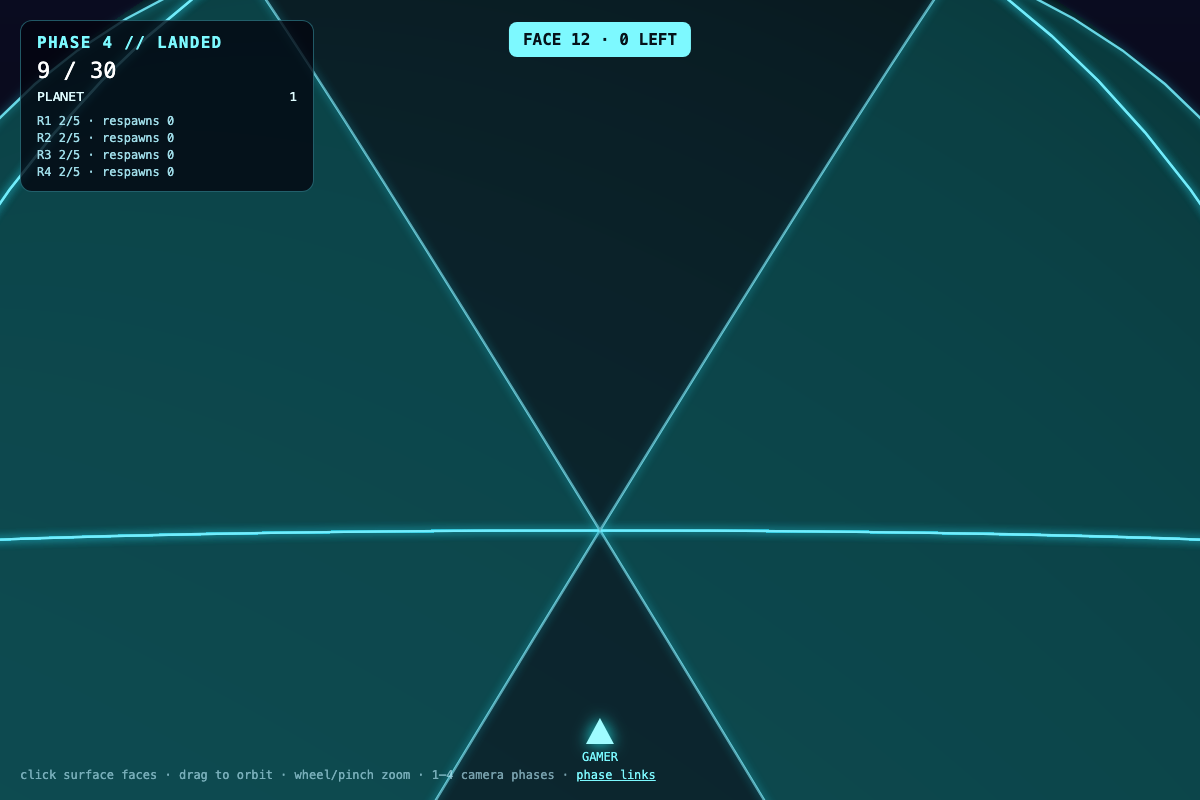 PHASE 4 // LANDED
9 / 30
PLANET 1
R1 2/5 · respawns 0
R2 2/5 · respawns 0
R3 2/5 · respawns 0
R4 2/5 · respawns 0
FACE 12 · 0 LEFT
GAMER
click surface faces · drag to orbit · wheel/pinch zoom · 1–4 camera phases · phase links